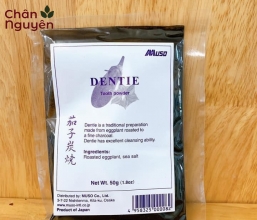 Chân
Nguyên
MUSO
DENTIE
Tooth powder
茄子炭焼
Dentie is a traditional preparation
made from eggplant roasted to
a fine charcoal.
Dentie has excellent cleansing ability.
Ingredients:
Roasted eggplant, sea salt
Net Wt. 50g (1.8oz)
Distributed by: MUSO Co., Ltd.
Product of Japan